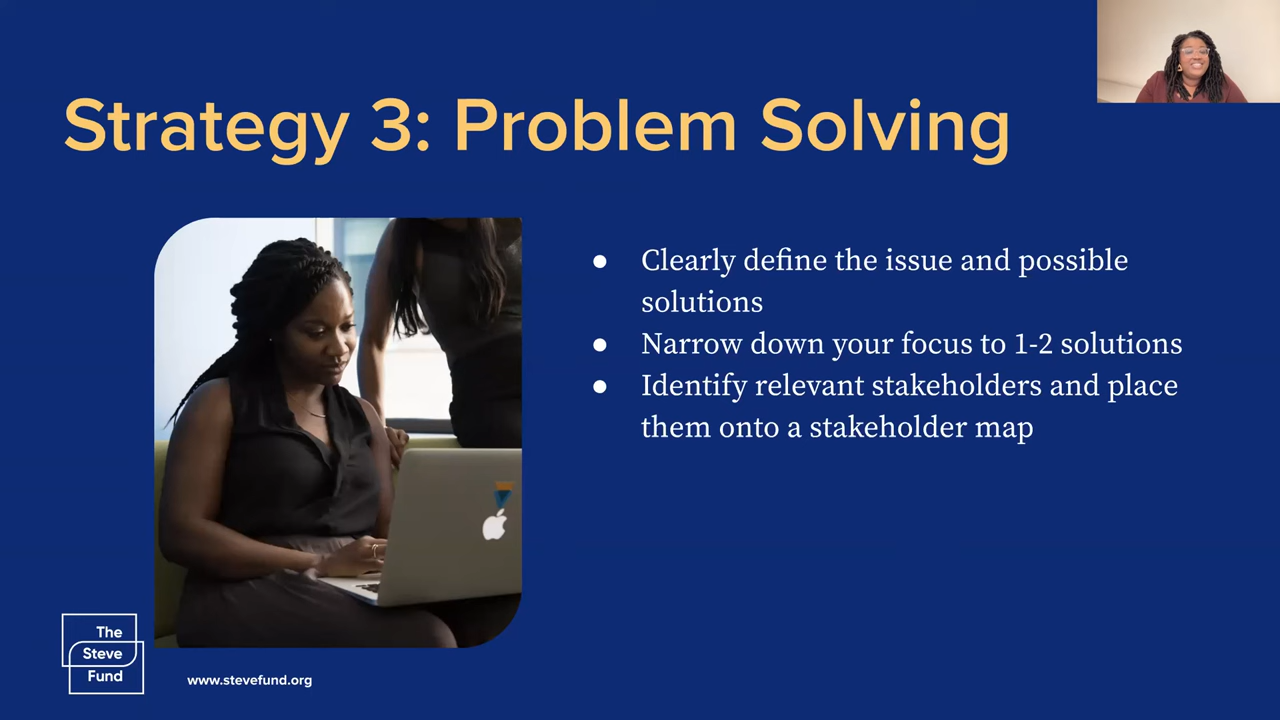 Strategy 3: Problem Solving
● Clearly define the issue and possible
solutions
● Narrow down your focus to 1-2 solutions
● Identify relevant stakeholders and place
them onto a stakeholder map
The
Steve
Fund
www.stevefund.org